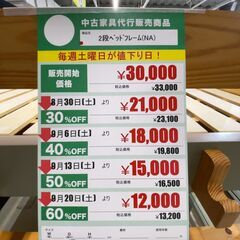 中古家具代行販売商品
商品名 2段ベッドフレーム(NA)
毎週土曜日が値下り日！
販売開始価格 ¥30,000
税込価格 ¥33,000
8月30日(土)より ¥21,000
30%OFF 税込価格 ¥23,100
9月6日(土)より ¥18,000
40%OFF 税込価格 ¥19,800
9月13日(土)より ¥15,000
50%OFF 税込価格 ¥16,500
9月20日(土)より ¥12,000
60%OFF 税込価格 ¥13,200
サイズ W D H